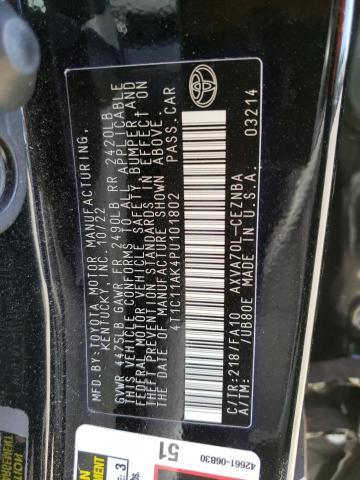 MFD. BY: TOYOTA MOTOR MANUFACTURING,
KENTUCKY, INC. 10/22
GVWR 4475LB GAWR FR 2490LB RR 2420LB
THIS VEHICLE CONFORMS TO ALL APPLICABLE
FEDERAL MOTOR VEHICLE SAFETY, BUMPER AND
THEFT PREVENTION STANDARDS IN EFFECT ON
THE DATE OF MANUFACTURE SHOWN ABOVE.
4T1C11AK4PU101802 PASS. CAR
C/TR: 218 /FA10 AXVA70L-CEZNBA
A/TM: /UB80E MADE IN U.S.A. 03214
42661-06B30
51